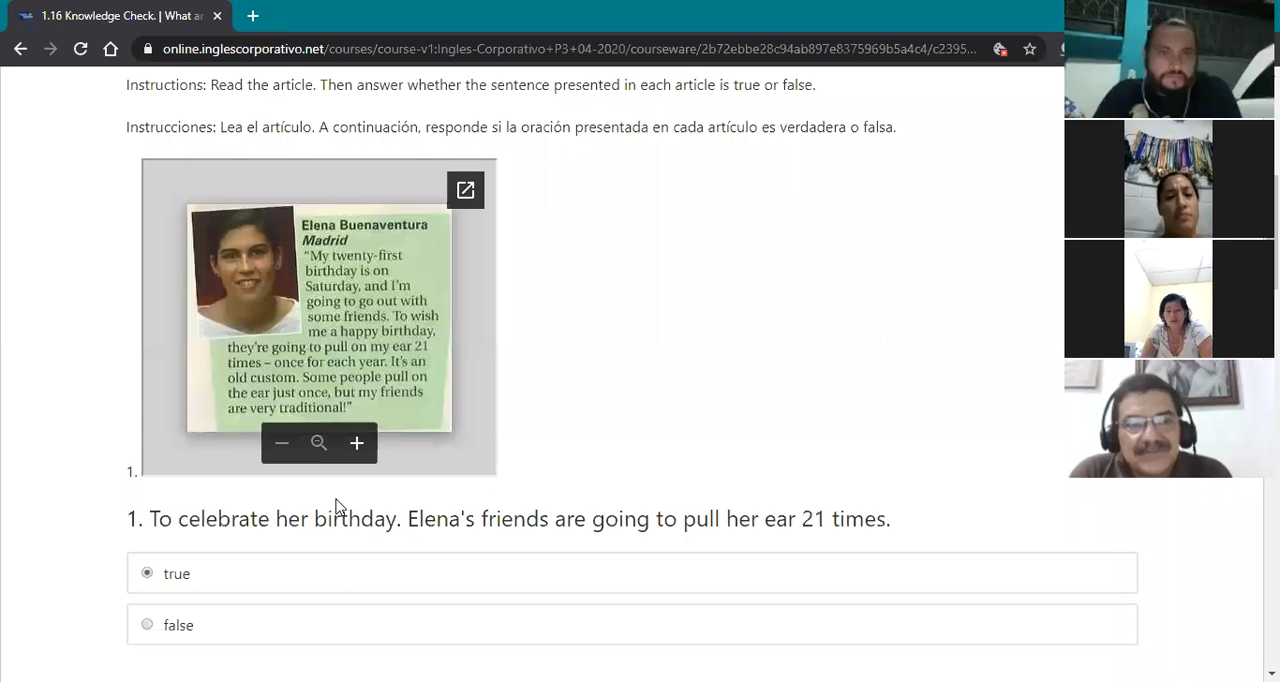 1.16 Knowledge Check. | What ar
online.inglescorporativo.net/courses/course-v1:Ingles-Corporativo+P3+04-2020/courseware/2b72ebbe28c94ab897e8375969b5a4c4/c2395...
Instructions: Read the article. Then answer whether the sentence presented in each article is true or false.
Instrucciones: Lea el artículo. A continuación, responde si la oración presentada en cada artículo es verdadera o falsa.
Elena Buenaventura
Madrid
"My twenty-first
birthday is on
Saturday, and I'm
going to go out with
some friends. To wish
me a happy birthday,
they're going to pull on my ear 21
times – once for each year. It's an
old custom. Some people pull on
the ear just once, but my friends
are very traditional!"
1.
1. To celebrate her birthday. Elena's friends are going to pull her ear 21 times.
true
false